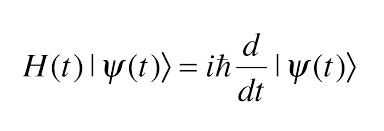 H(t) | ψ(t)⟩ = iħ d/dt | ψ(t)⟩